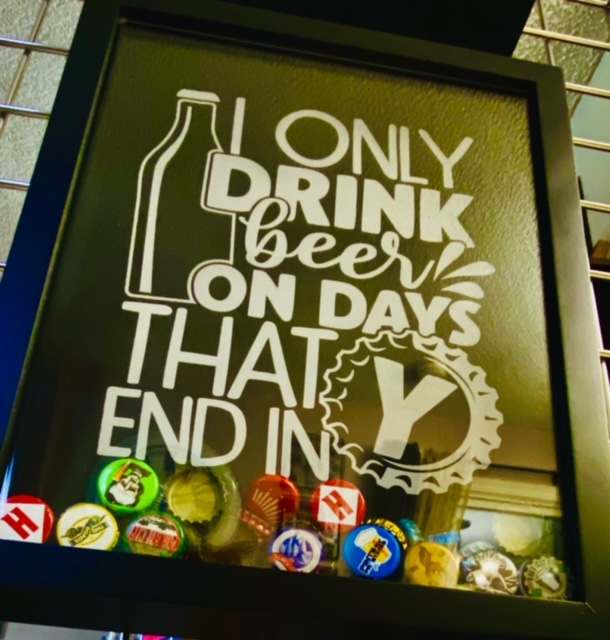 I ONLY
DRINK
beer
ON DAYS
THAT
END IN Y
H
H